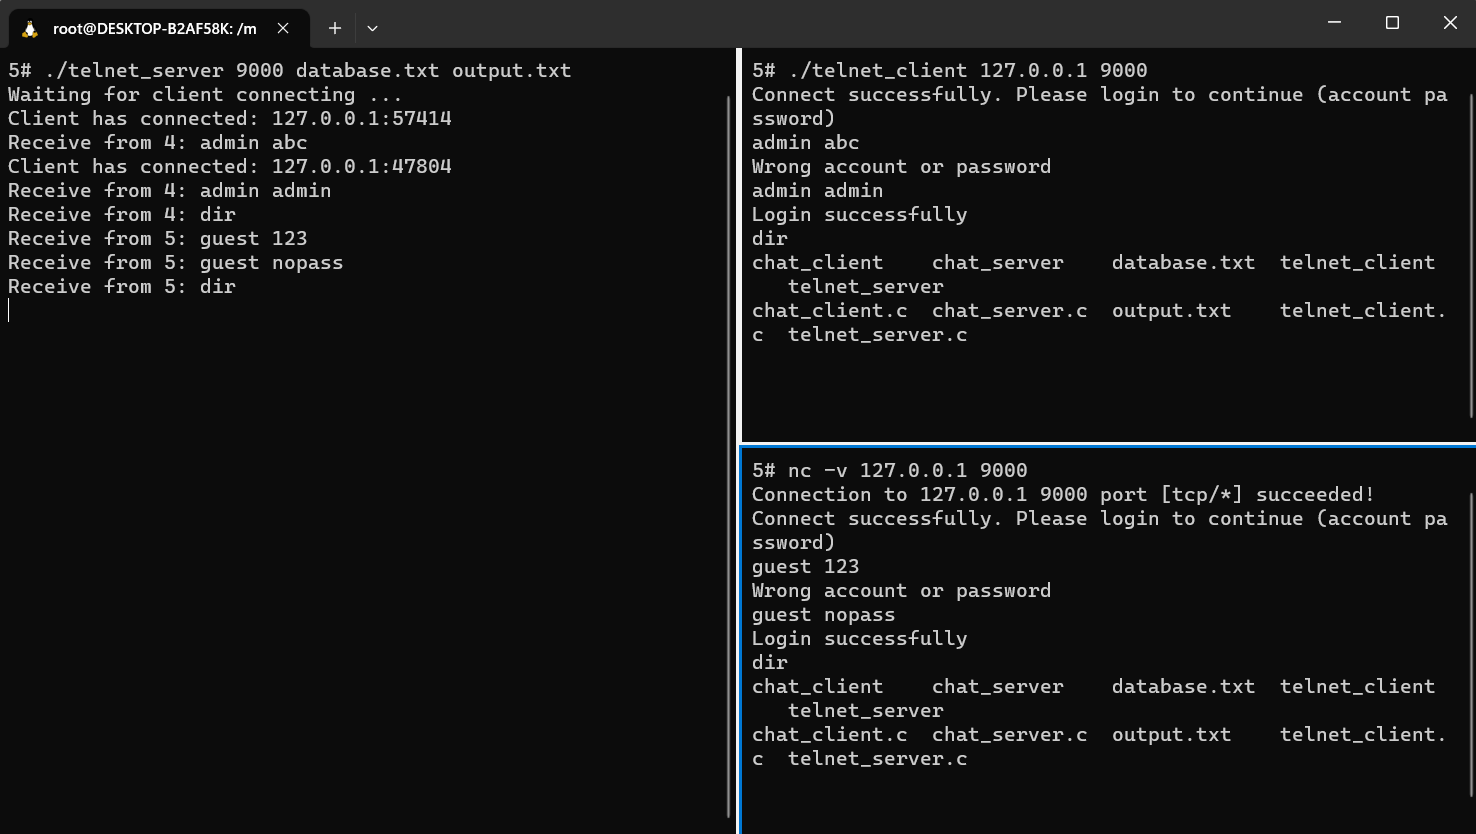 root@DESKTOP-B2AF58K: /m
5# ./telnet_server 9000 database.txt output.txt
Waiting for client connecting ...
Client has connected: 127.0.0.1:57414
Receive from 4: admin abc
Client has connected: 127.0.0.1:47804
Receive from 4: admin admin
Receive from 4: dir
Receive from 5: guest 123
Receive from 5: guest nopass
Receive from 5: dir
5# ./telnet_client 127.0.0.1 9000
Connect successfully. Please login to continue (account pa
ssword)
admin abc
Wrong account or password
admin admin
Login successfully
dir
chat_client    chat_server    database.txt  telnet_client
   telnet_server
chat_client.c  chat_server.c  output.txt    telnet_client.
c  telnet_server.c
5# nc -v 127.0.0.1 9000
Connection to 127.0.0.1 9000 port [tcp/*] succeeded!
Connect successfully. Please login to continue (account pa
ssword)
guest 123
Wrong account or password
guest nopass
Login successfully
dir
chat_client    chat_server    database.txt  telnet_client
   telnet_server
chat_client.c  chat_server.c  output.txt    telnet_client.
c  telnet_server.c